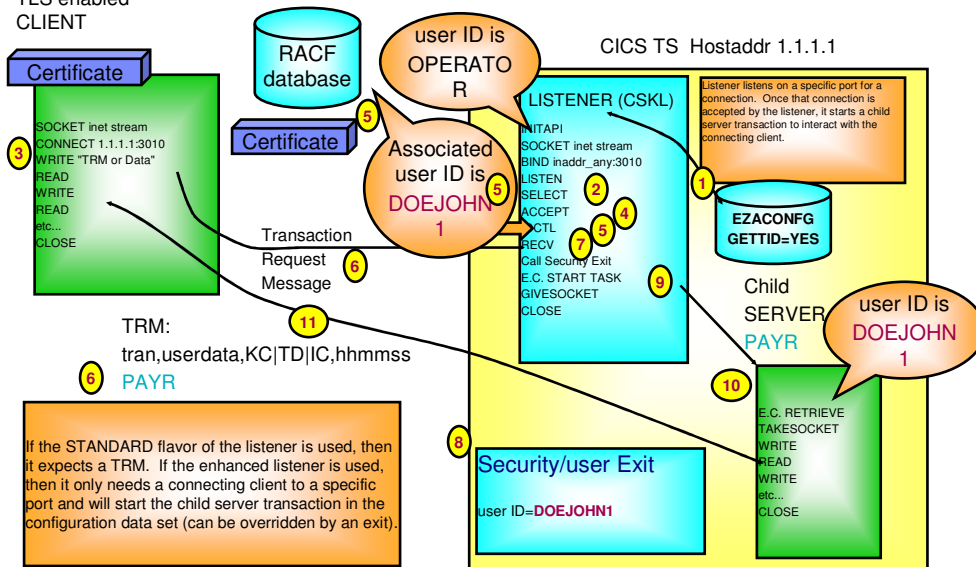 TLS enabled
CLIENT
Certificate
SOCKET inet stream
CONNECT 1.1.1.1:3010
WRITE "TRM or Data"
READ
WRITE
READ
etc...
CLOSE
3
RACF
database
Certificate
5
user ID is
OPERATO
R
Associated
user ID is
DOEJOHN
1
5
CICS TS Hostaddr 1.1.1.1
LISTENER (CSKL)
INITAPI
SOCKET inet stream
BIND inaddr_any:3010
LISTEN
SELECT
ACCEPT
RECV
Call Security Exit
E.C. START TASK
GIVESOCKET
CLOSE
2
4
5
7
9
1
Listener listens on a specific port for a
connection. Once that connection is
accepted by the listener, it starts a child
server transaction to interact with the
connecting client.
EZACONFG
GETTID=YES
Transaction
Request
Message
6
11
TRM:
tran,userdata,KC|TD|IC,hhmmss
6
PAYR
If the STANDARD flavor of the listener is used, then
it expects a TRM. If the enhanced listener is used,
then it only needs a connecting client to a specific
port and will start the child server transaction in the
configuration data set (can be overridden by an exit).
8
Security/user Exit
user ID=DOEJOHN1
Child
SERVER
PAYR
user ID is
DOEJOHN
1
10
E.C. RETRIEVE
TAKESOCKET
WRITE
READ
WRITE
etc...
CLOSE